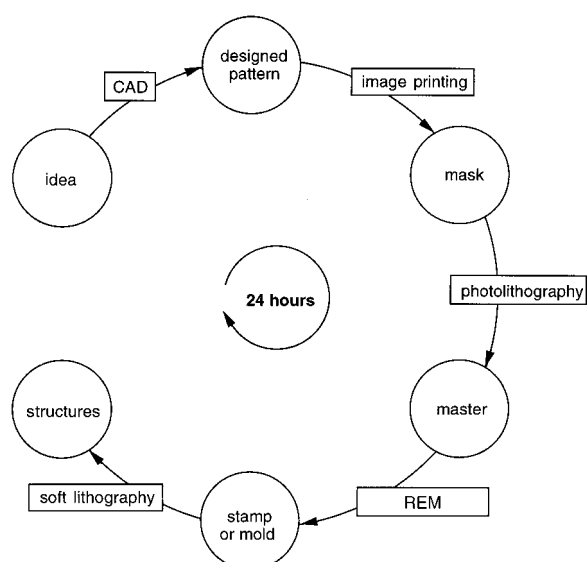 designed
pattern
CAD
image printing
idea
mask
24 hours
photolithography
structures
master
soft lithography
REM
stamp
or mold